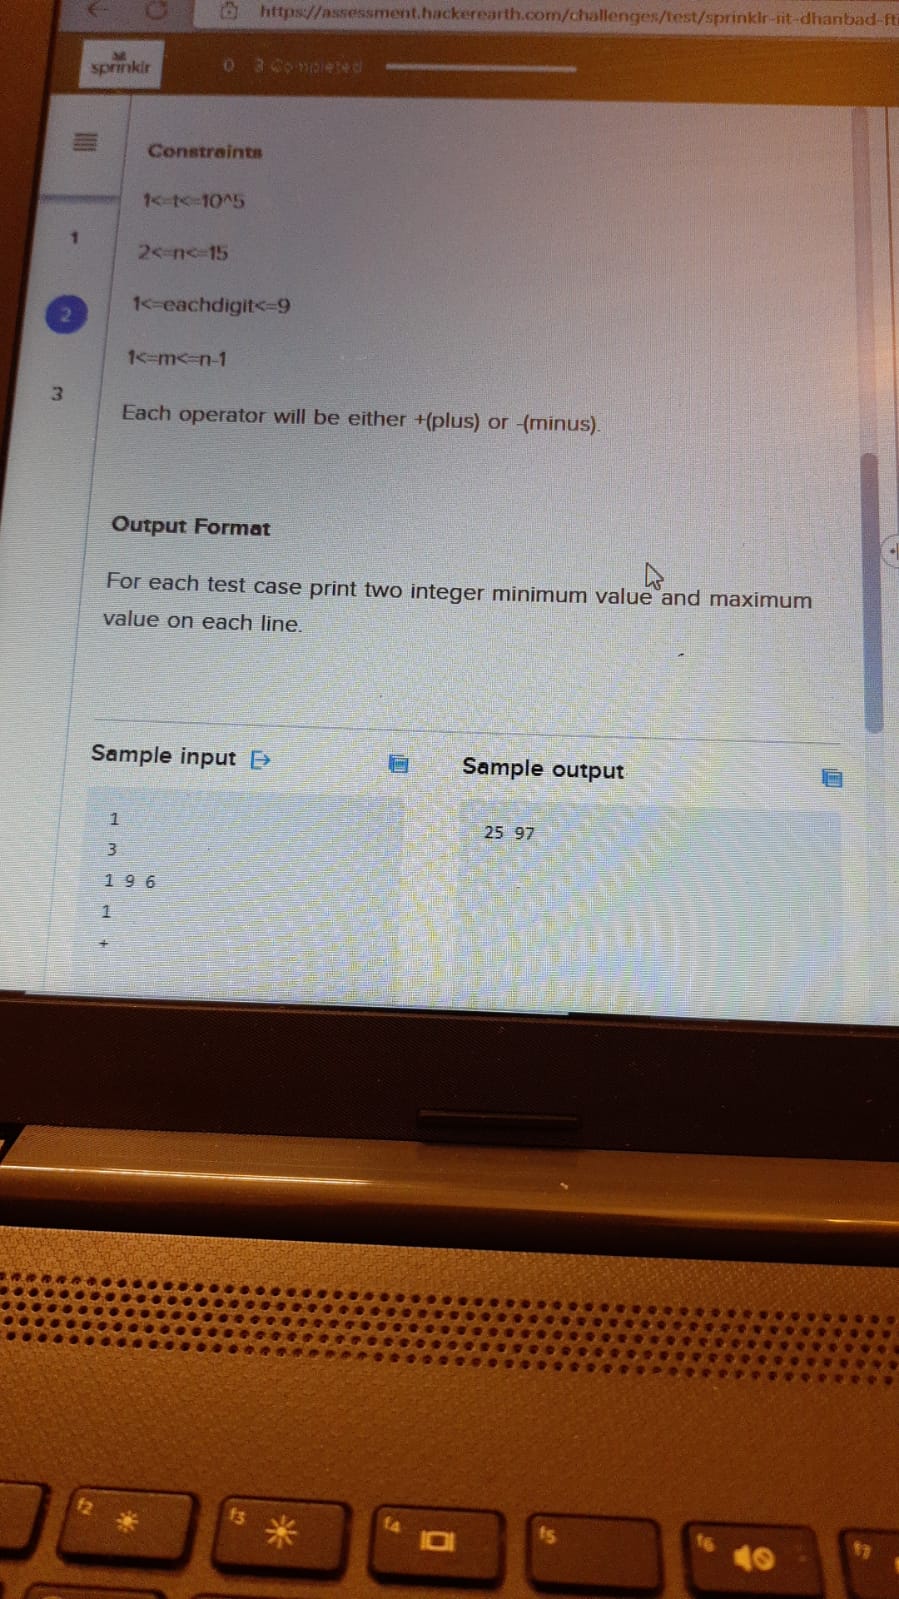 https://assessment.hackerearth.com/challenges/test/sprinklr-iit-dhanbad-ft
sprinklr
0 3 Completed
Constraints
1<=t<=10^5
1
2<=n<=15
2
1<=eachdigit<=9
1<=m<=n-1
3
Each operator will be either +(plus) or -(minus).
Output Format
For each test case print two integer minimum value and maximum
value on each line.
Sample input
Sample output
1
3
1 9 6
1
+
25 97
f2
f3
f4
f5
f6
f7